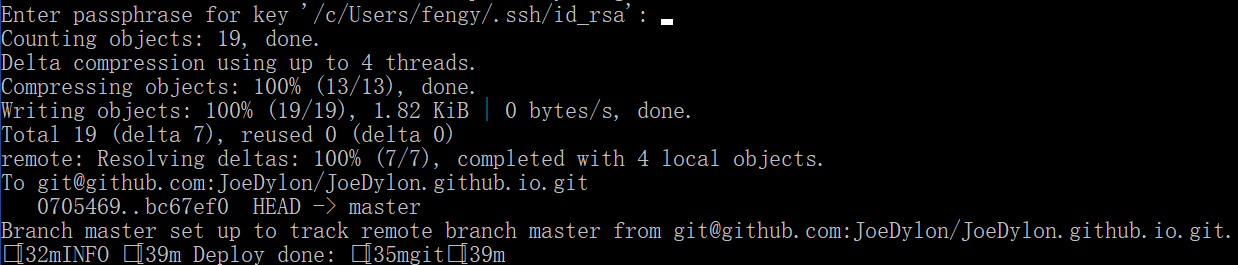 Enter passphrase for key '/c/Users/fengy/.ssh/id_rsa':
Counting objects: 19, done.
Delta compression using up to 4 threads.
Compressing objects: 100% (13/13), done.
Writing objects: 100% (19/19), 1.82 KiB | 0 bytes/s, done.
Total 19 (delta 7), reused 0 (delta 0)
remote: Resolving deltas: 100% (7/7), completed with 4 local objects.
To git@github.com:JoeDylon/JoeDylon.github.io.git
   0705469..bc67ef0  HEAD -> master
Branch master set up to track remote branch master from git@github.com:JoeDylon/JoeDylon.github.io.git.
□[32mINFO □[39m Deploy done: □[35mgit□[39m